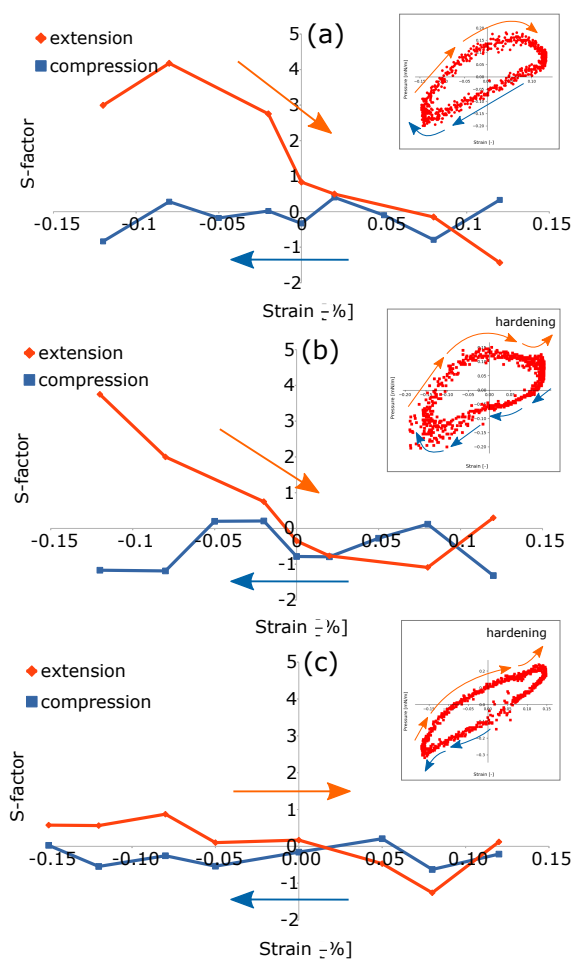 (a)
extension
compression
5
4
3
2
1
0
-1
-2
-0.15
-0.1
-0.05
0
0.05
0.1
0.15
S-factor
Strain [-%]
Pressure [mN/m]
Strain [-]
(b)
extension
compression
5
4
3
2
1
0
-1
-2
-0.15
-0.1
-0.05
0
0.05
0.10
0.15
S-factor
Strain [-%]
hardening
Pressure [mN/m]
Strain [-]
(c)
extension
compression
5
4
3
2
1
0
-1
-2
-0.15
-0.10
-0.05
0.00
0.05
0.10
0.15
S-factor
Strain [-%]
hardening
Pressure [mN/m]
Strain [-]